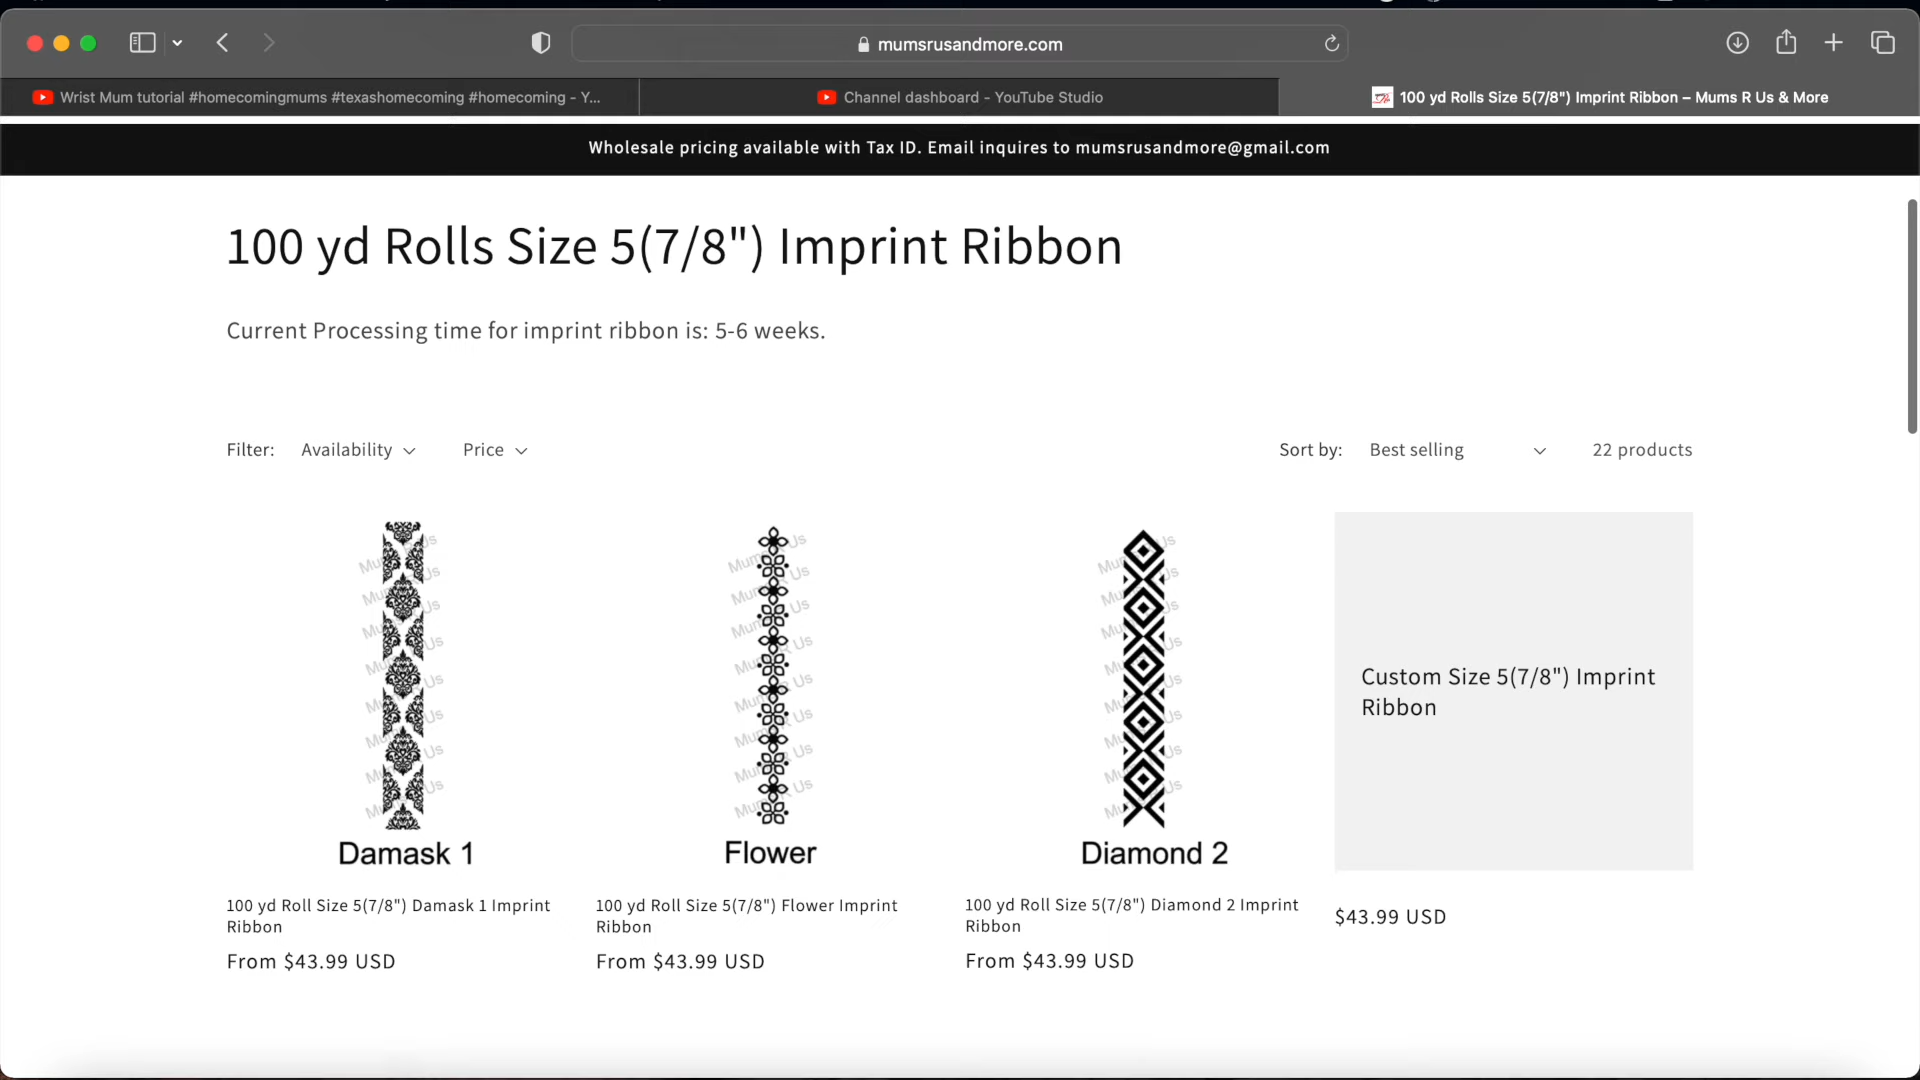 mumsrusandmore.com
Wrist Mum tutorial #homecomingmums #texashomecoming #homecoming - Y...
Channel dashboard - YouTube Studio
100 yd Rolls Size 5(7/8") Imprint Ribbon – Mums R Us & More
Wholesale pricing available with Tax ID. Email inquires to mumsrusandmore@gmail.com
100 yd Rolls Size 5(7/8") Imprint Ribbon
Current Processing time for imprint ribbon is: 5-6 weeks.
Filter: Availability Price
Sort by: Best selling 22 products
Damask 1
Flower
Diamond 2
Custom Size 5(7/8") Imprint
Ribbon
100 yd Roll Size 5(7/8") Damask 1 Imprint
Ribbon
From $43.99 USD
100 yd Roll Size 5(7/8") Flower Imprint
Ribbon
From $43.99 USD
100 yd Roll Size 5(7/8") Diamond 2 Imprint
Ribbon
From $43.99 USD
$43.99 USD